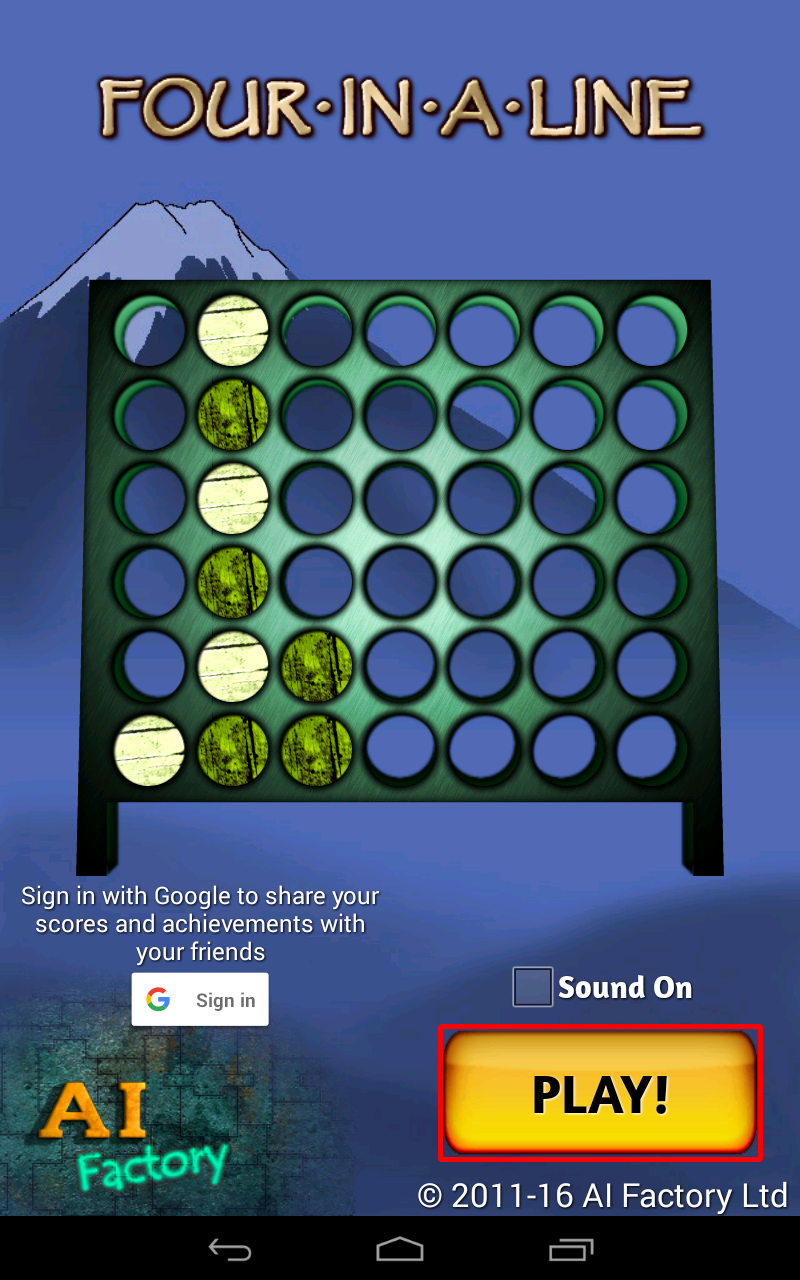 FOUR·IN·A·LINE
Sign in with Google to share your
scores and achievements with
your friends
Sign in
Sound On
PLAY!
AI
Factory
© 2011-16 AI Factory Ltd